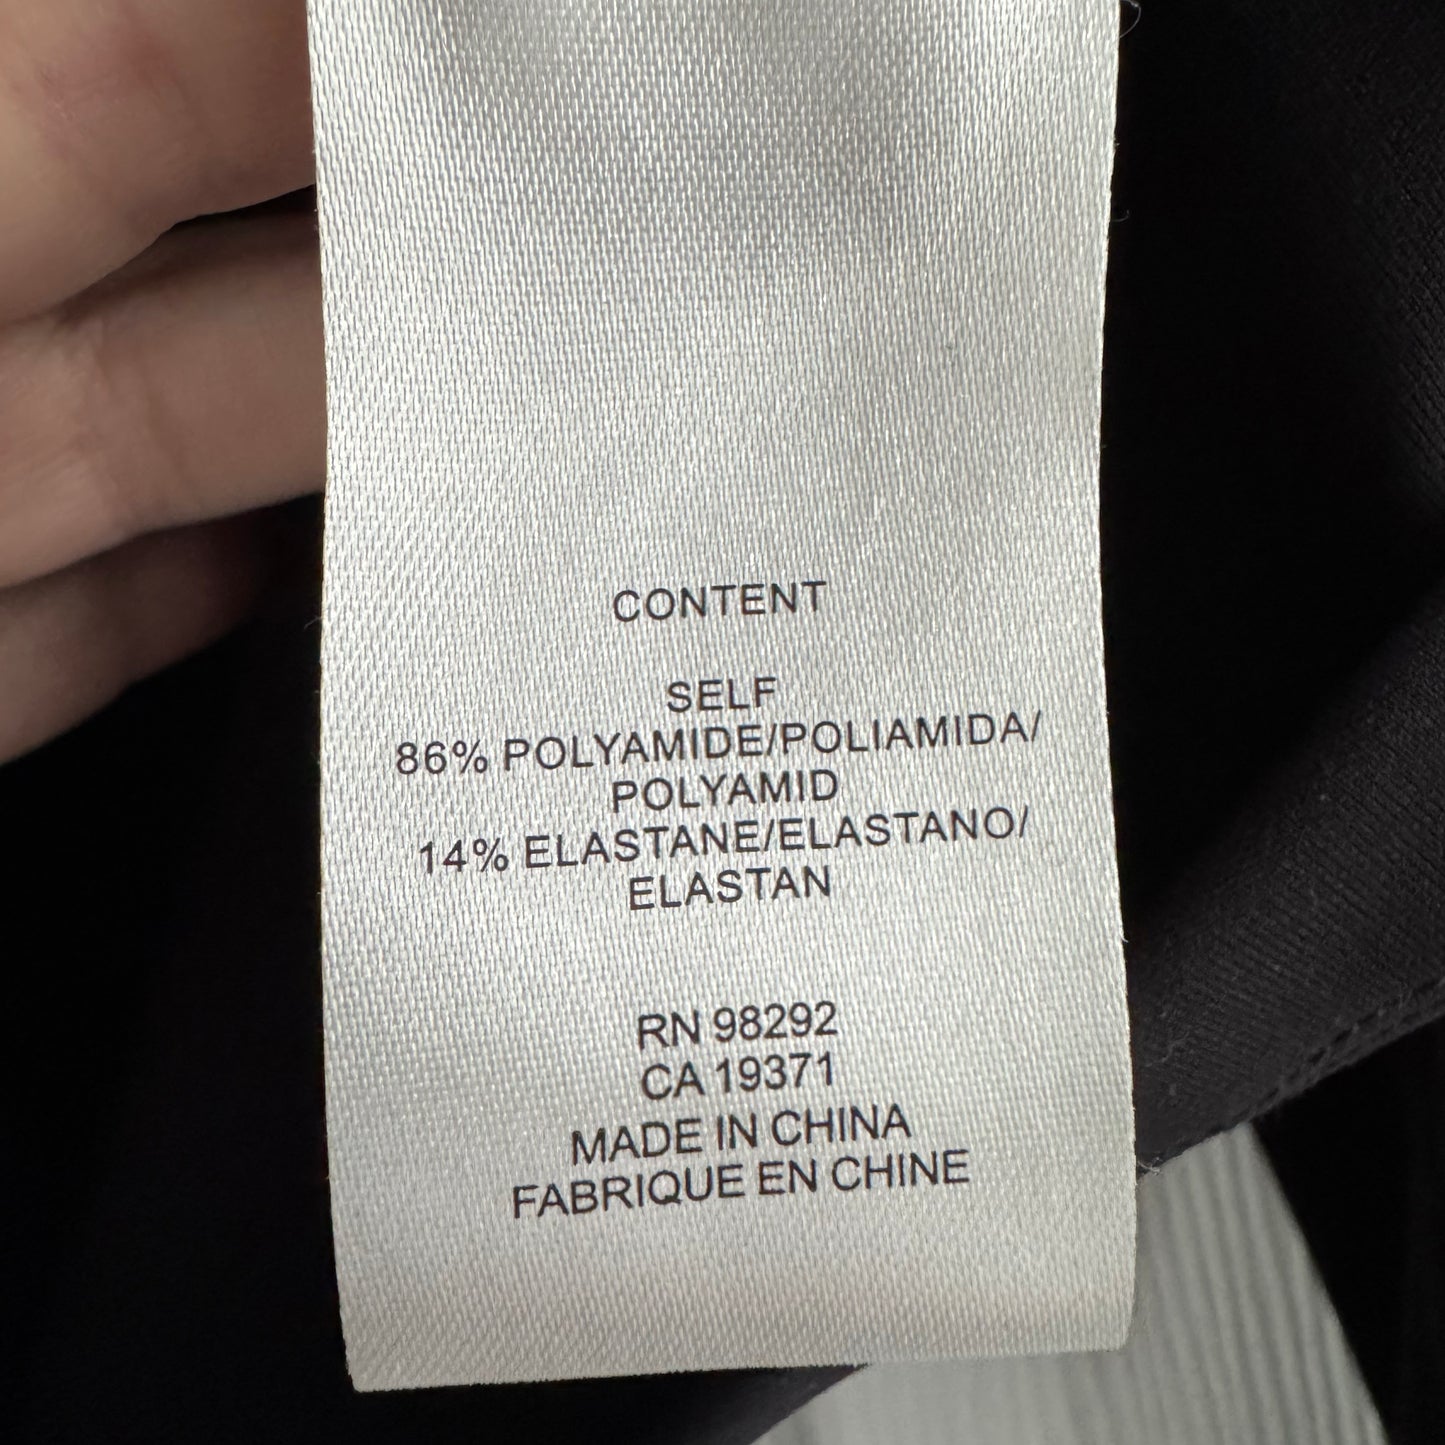 CONTENT
SELF
86% POLYAMIDE/POLIAMIDA/
POLYAMID
14% ELASTANE/ELASTANO/
ELASTAN
RN 98292
CA 19371
MADE IN CHINA
FABRIQUE EN CHINE